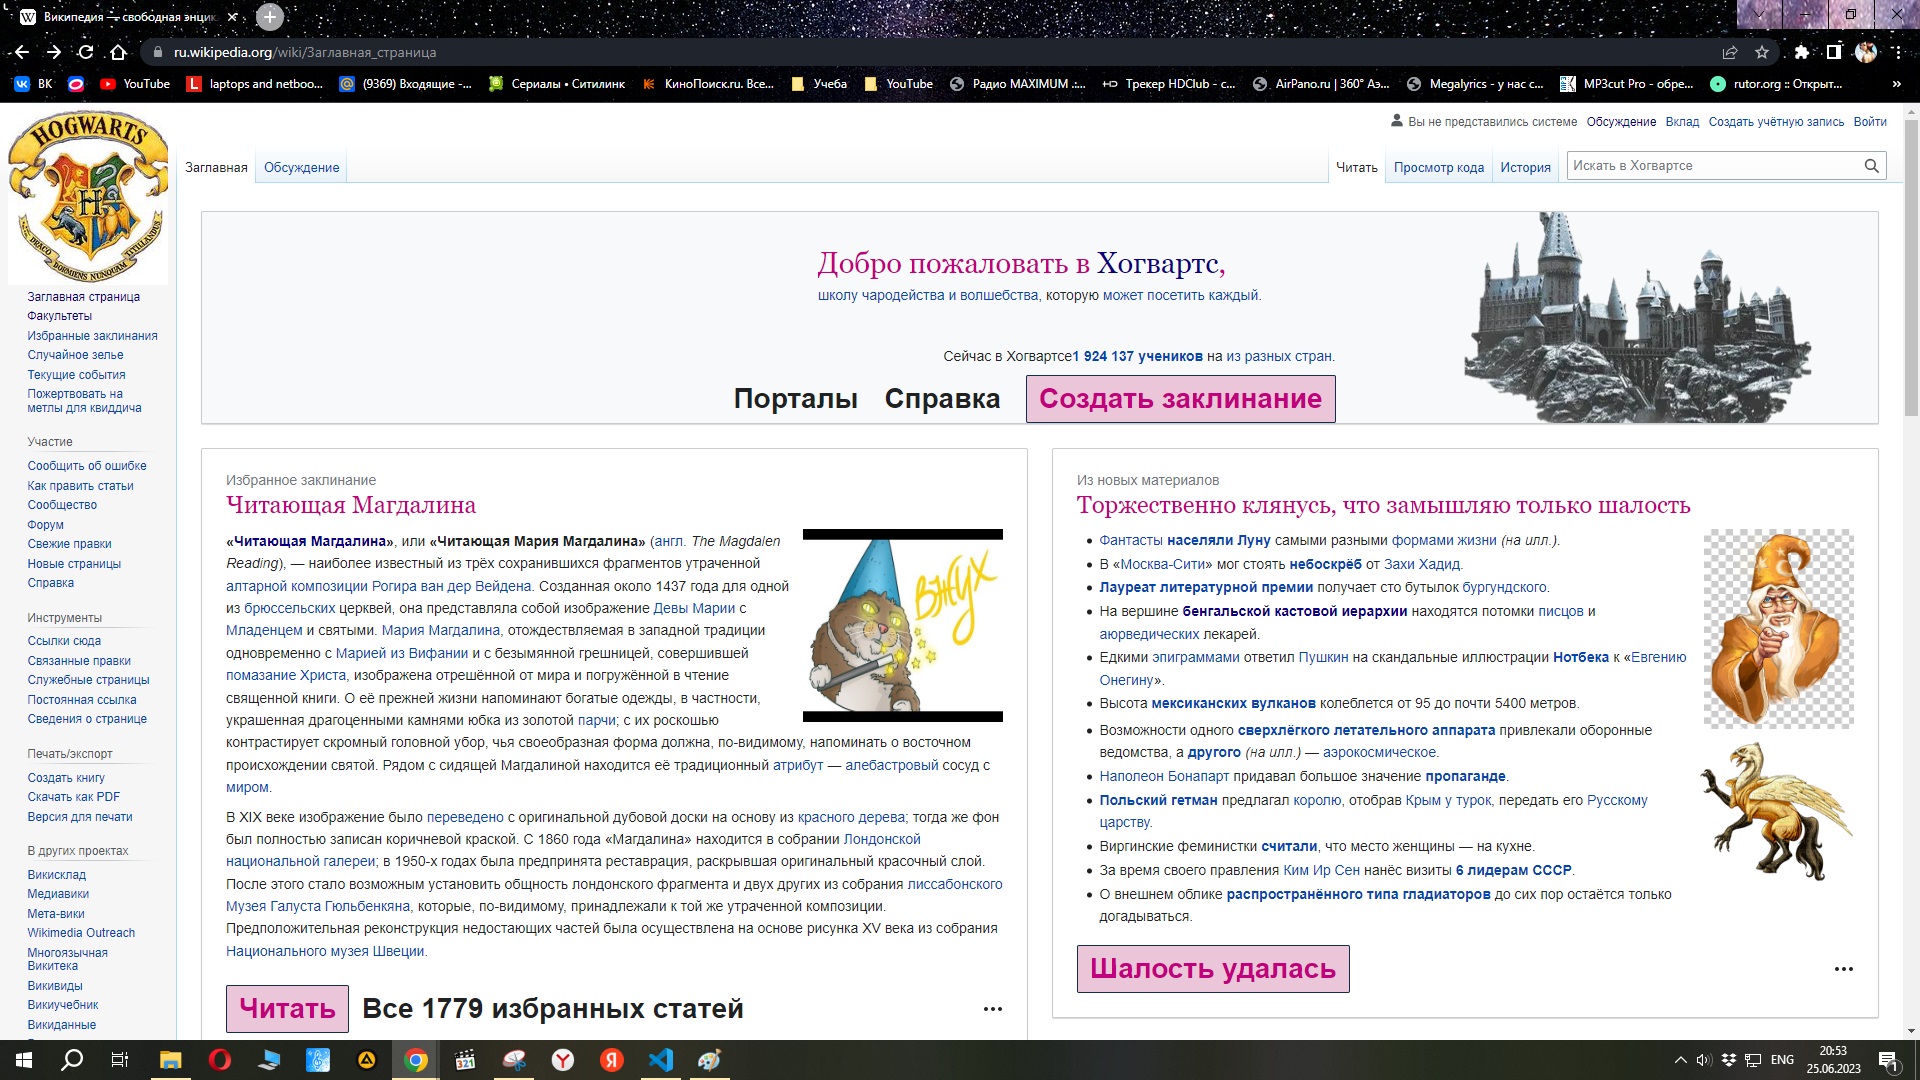 Википедия — свободная энцик
ru.wikipedia.org/wiki/Заглавная_страница
ВК
YouTube
laptops and netboo...
(9369) Входящие -...
Сериалы • Ситилинк
КиноПоиск.ru. Все...
Учеба
YouTube
Радио MAXIMUM .:...
Трекер HDClub - с...
AirPano.ru | 360° Аэ...
Megalyrics - у нас с...
MP3cut Pro - обре...
rutor.org :: Открыт...
»
HOGWARTS
H
DRACO DORMIENS NUNQUAM TITILLANDUS
Вы не представились системе
Обсуждение
Вклад
Создать учётную запись
Войти
Заглавная
Обсуждение
Читать
Просмотр кода
История
Искать в Хогвартсе
Заглавная страница
Факультеты
Избранные заклинания
Случайное зелье
Текущие события
Пожертвовать на
метлы для квиддича
Участие
Сообщить об ошибке
Как править статьи
Сообщество
Форум
Свежие правки
Новые страницы
Справка
Инструменты
Ссылки сюда
Связанные правки
Служебные страницы
Постоянная ссылка
Сведения о странице
Печать/экспорт
Создать книгу
Скачать как PDF
Версия для печати
В других проектах
Викисклад
Медиавики
Мета-вики
Wikimedia Outreach
Многоязычная
Викитека
Викивиды
Викиучебник
Викиданные
Добро пожаловать в Хогвартс,
школу чародейства и волшебства, которую может посетить каждый.
Сейчас в Хогвартсе1 924 137 учеников на из разных стран.
Порталы
Справка
Создать заклинание
Избранное заклинание
Читающая Магдалина
«Читающая Магдалина», или «Читающая Мария Магдалина» (англ. The Magdalen
Reading), — наиболее известный из трёх сохранившихся фрагментов утраченной
алтарной композиции Рогира ван дер Вейдена. Созданная около 1437 года для одной
из брюссельских церквей, она представляла собой изображение Девы Марии с
Младенцем и святыми. Мария Магдалина, отождествляемая в западной традиции
одновременно с Марией из Вифании и с безымянной грешницей, совершившей
помазание Христа, изображена отрешённой от мира и погружённой в чтение
священной книги. О её прежней жизни напоминают богатые одежды, в частности,
украшенная драгоценными камнями юбка из золотой парчи; с их роскошью
контрастирует скромный головной убор, чья своеобразная форма должна, по-видимому, напоминать о восточном
происхождении святой. Рядом с сидящей Магдалиной находится её традиционный атрибут — алебастровый сосуд с
миром.
ВЖУХ
В XIX веке изображение было переведено с оригинальной дубовой доски на основу из красного дерева; тогда же фон
был полностью записан коричневой краской. С 1860 года «Магдалина» находится в собрании Лондонской
национальной галереи; в 1950-х годах была предпринята реставрация, раскрывшая оригинальный красочный слой.
После этого стало возможным установить общность лондонского фрагмента и двух других из собрания лиссабонского
Музея Галуста Гюльбенкяна, которые, по-видимому, принадлежали к той же утраченной композиции.
Предположительная реконструкция недостающих частей была осуществлена на основе рисунка XV века из собрания
Национального музея Швеции.
Читать
Все 1779 избранных статей
Из новых материалов
Торжественно клянусь, что замышляю только шалость
Фантасты населяли Луну самыми разными формами жизни (на илл.).
В «Москва-Сити» мог стоять небоскрёб от Захи Хадид.
Лауреат литературной премии получает сто бутылок бургундского.
На вершине бенгальской кастовой иерархии находятся потомки писцов и
аюрведических лекарей.
Едкими эпиграммами ответил Пушкин на скандальные иллюстрации Нотбека к «Евгению
Онегину».
Высота мексиканских вулканов колеблется от 95 до почти 5400 метров.
Возможности одного сверхлёгкого летательного аппарата привлекали оборонные
ведомства, а другого (на илл.) — аэрокосмическое.
Наполеон Бонапарт придавал большое значение пропаганде.
Польский гетман предлагал королю, отобрав Крым у турок, передать его Русскому
царству.
Виргинские феминистки считали, что место женщины — на кухне.
За время своего правления Ким Ир Сен нанёс визиты 6 лидерам СССР.
О внешнем облике распространённого типа гладиаторов до сих пор остаётся только
догадываться.
Шалость удалась
321
ENG
20:53
25.06.2023
1